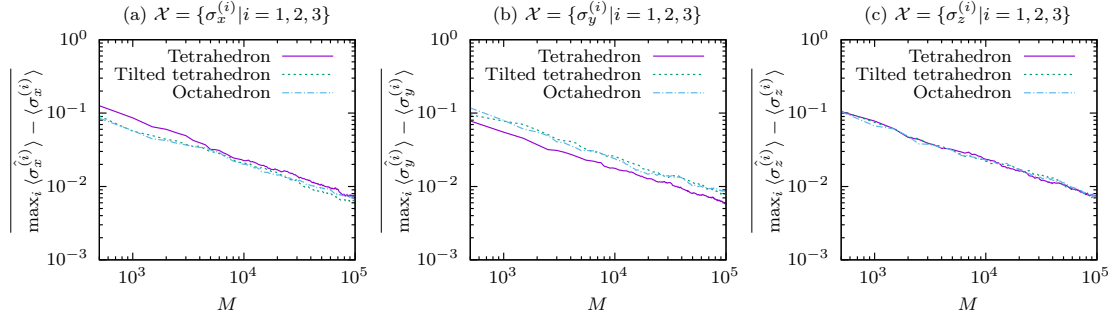 (a) 𝒳 = {σ_x^{(i)}|i = 1, 2, 3}
10^0
10^{−1}
10^{−2}
10^{−3}
10^3
10^4
10^5
M
max_i ⟨σ̂_x^{(i)}⟩ − ⟨σ_x^{(i)}⟩
Tetrahedron
Tilted tetrahedron
Octahedron
(b) 𝒳 = {σ_y^{(i)}|i = 1, 2, 3}
10^0
10^{−1}
10^{−2}
10^{−3}
10^3
10^4
10^5
M
max_i ⟨σ̂_y^{(i)}⟩ − ⟨σ_y^{(i)}⟩
Tetrahedron
Tilted tetrahedron
Octahedron
(c) 𝒳 = {σ_z^{(i)}|i = 1, 2, 3}
10^0
10^{−1}
10^{−2}
10^{−3}
10^3
10^4
10^5
M
max_i ⟨σ̂_z^{(i)}⟩ − ⟨σ_z^{(i)}⟩
Tetrahedron
Tilted tetrahedron
Octahedron